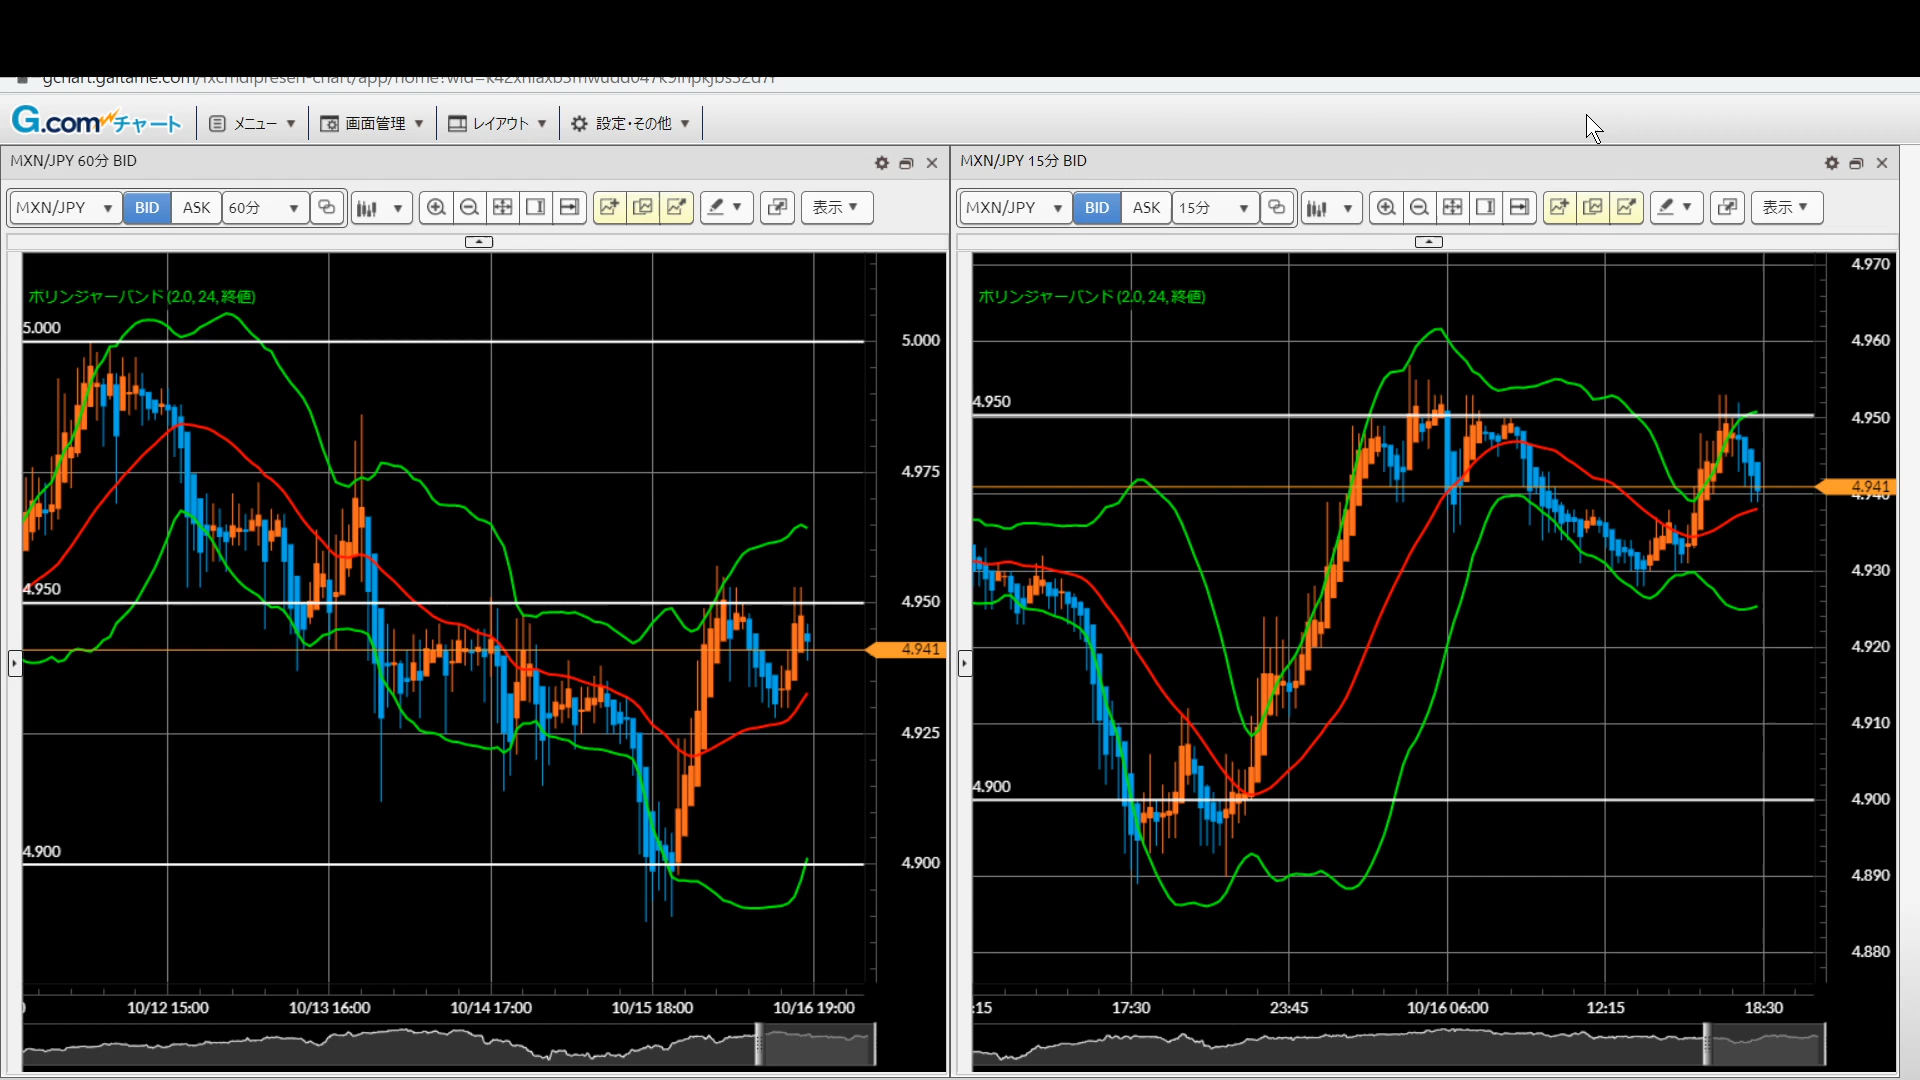 G.comチャート メニュー 画面管理 レイアウト 設定・その他
MXN/JPY 60分 BID
MXN/JPY BID ASK 60分 表示
ボリンジャーバンド (2.0, 24, 終値)
5.000
4.950
4.900
5.000
4.975
4.950
4.941
4.925
4.900
10/12 15:00 10/13 16:00 10/14 17:00 10/15 18:00 10/16 19:00
MXN/JPY 15分 BID
MXN/JPY BID ASK 15分 表示
ボリンジャーバンド (2.0, 24, 終値)
4.950
4.900
4.970
4.960
4.950
4.941
4.940
4.930
4.920
4.910
4.900
4.890
4.880
:15 17:30 23:45 10/16 06:00 12:15 18:30